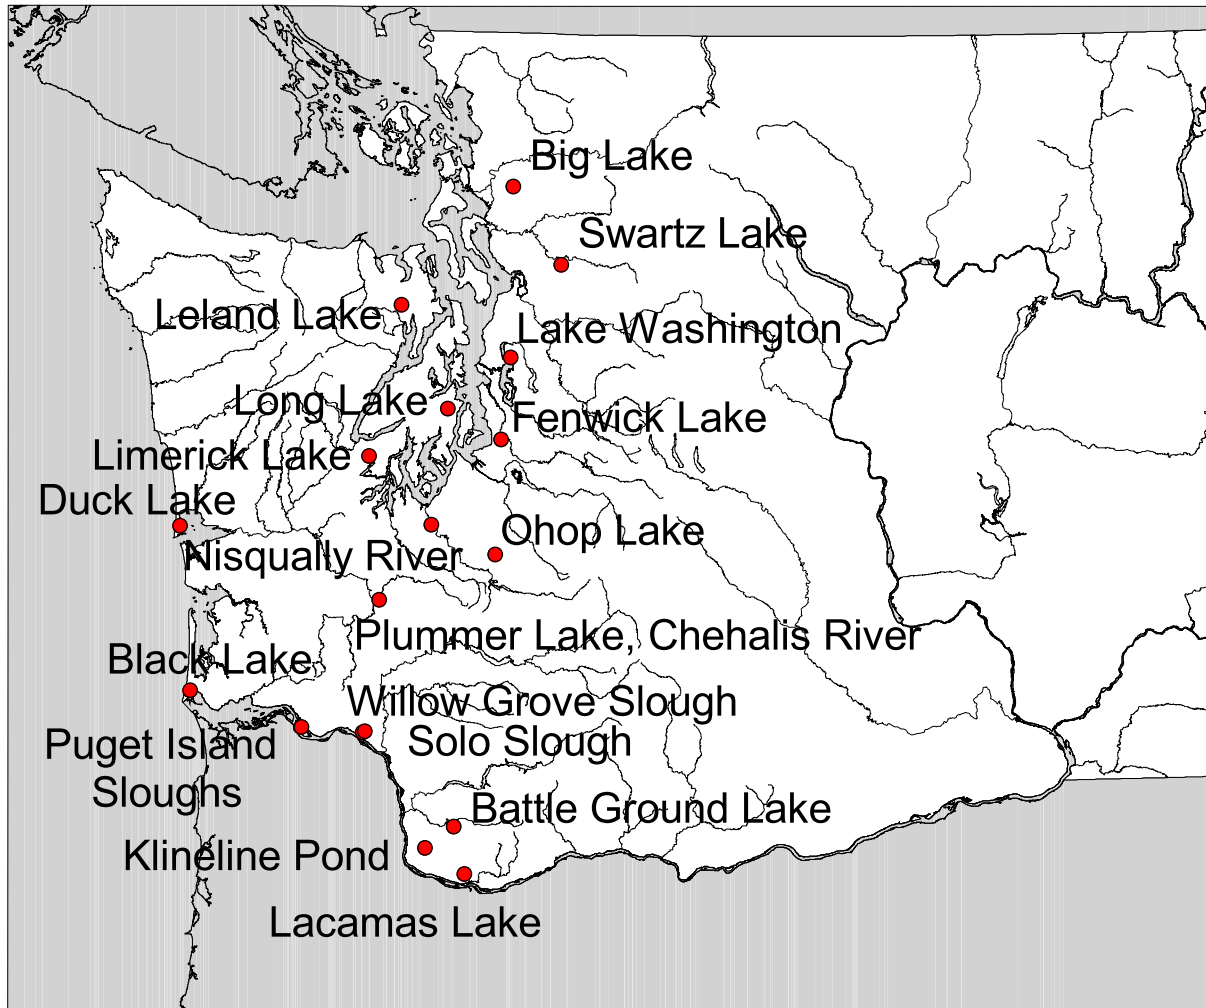 Big Lake
Swartz Lake
Leland Lake
Lake Washington
Long Lake
Fenwick Lake
Limerick Lake
Duck Lake
Ohop Lake
Nisqually River
Plummer Lake, Chehalis River
Black Lake
Willow Grove Slough
Puget Island
Sloughs
Solo Slough
Battle Ground Lake
Klineline Pond
Lacamas Lake